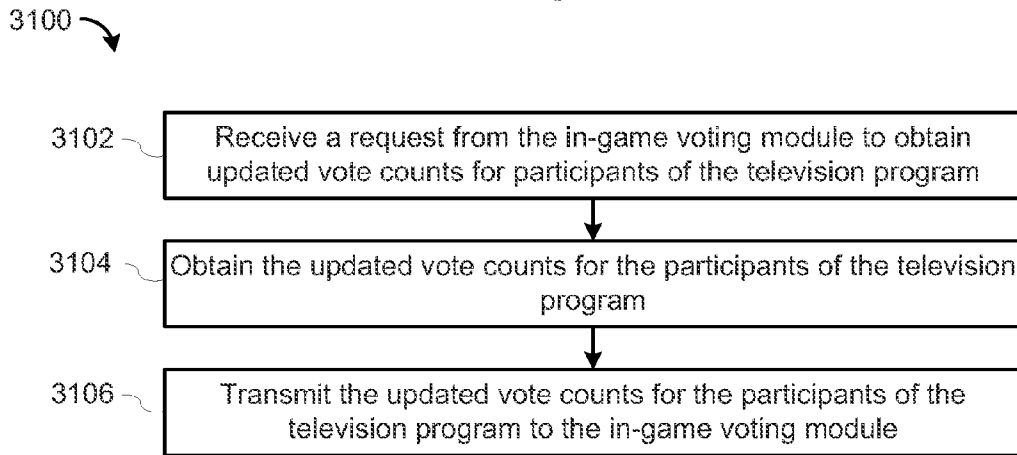 3100
3102
Receive a request from the in-game voting module to obtain
updated vote counts for participants of the television program
3104
Obtain the updated vote counts for the participants of the television
program
3106
Transmit the updated vote counts for the participants of the
television program to the in-game voting module